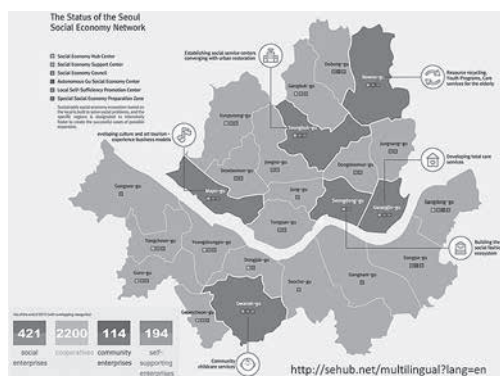 The Status of the Seoul
Social Economy Network
Social Economy Hub Center
Social Economy Support Center
Social Economy Council
Autonomous-Gu Social Economy Center
Local Self-Sufficiency Promotion Center
Special Social Economy Preparation Zone
Establishing social service centers
converging with urban restoration
Resource recycling,
Youth Programs, Care
services for the elderly
Dobong-gu
Nowon-gu
Gangbuk-gu
Eunpyeong-gu
Seongbuk-gu
Jungnang-gu
culture and art tourism -
experience business models
Developing total care
services
Jongno-gu
Dongdaemun-gu
Seodaemun-gu
Mapo-gu
Jung-gu
Seongdong-gu
Gwangjin-gu
Gangdong-gu
Gangseo-gu
Yongsan-gu
Building the
social
ecosystem
Yangcheon-gu
Yeongdeungpo-gu
Songpa-gu
Dongjak-gu
Guro-gu
Seocho-gu
Gangnam-gu
Geumcheon-gu
Gwanak-gu
421
2200
114
194
social
enterprises
cooperatives
community
enterprises
self-
supporting
enterprises
Community
childcare services
http://sehub.net/multilingual?lang=en